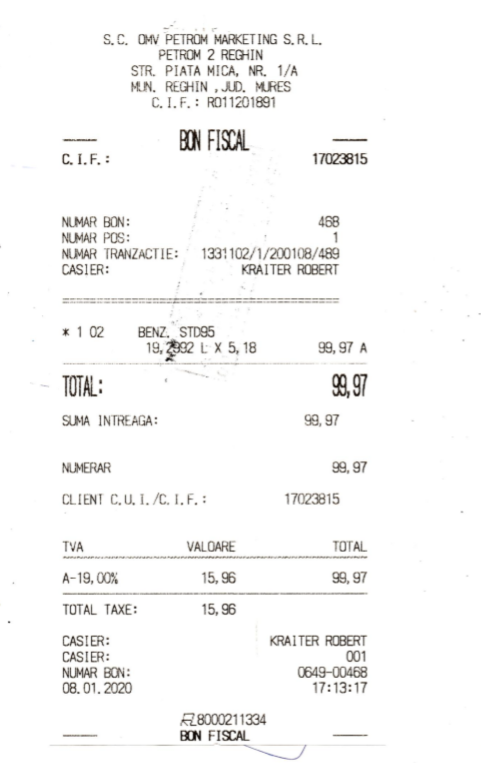 S.C. OMV PETROM MARKETING S.R.L.
PETROM 2 REGHIN
STR. PIATA MICA, NR. 1/A
MUN. REGHIN ,JUD. MURES
C.I.F.: RO11201891
BON FISCAL
C.I.F.: 17023815
NUMAR BON: 468
NUMAR POS: 1
NUMAR TRANZACTIE: 1331102/1/200108/489
CASIER: KRAITER ROBERT
* 1 02 BENZ. STD95
19,2992 L X 5,18 99,97 A
TOTAL: 99,97
SUMA INTREAGA: 99,97
NUMERAR 99,97
CLIENT C.U.I./C.I.F.: 17023815
TVA VALOARE TOTAL
A-19,00% 15,96 99,97
TOTAL TAXE: 15,96
CASIER: KRAITER ROBERT
CASIER: 001
NUMAR BON: 0649-00468
08.01.2020 17:13:17
8000211334
BON FISCAL